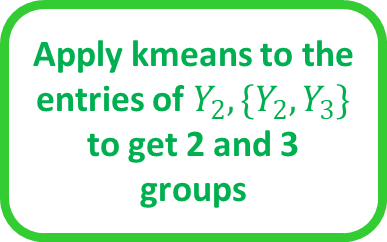 Apply kmeans to the
entries of Y₂, {Y₂, Y₃}
to get 2 and 3
groups